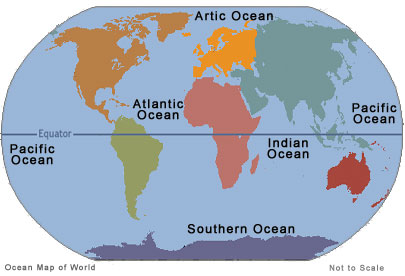 Artic Ocean
Atlantic
Ocean
Pacific
Ocean
Equator
Pacific
Ocean
Indian
Ocean
Southern Ocean
Ocean Map of World
Not to Scale